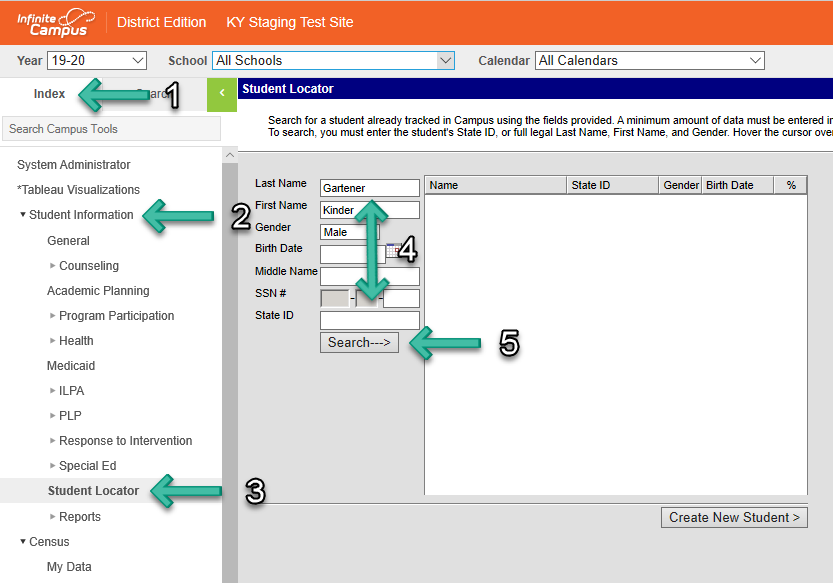 Infinite Campus District Edition KY Staging Test Site
Year 19-20 School All Schools Calendar All Calendars
Index 1
Search Campus Tools
System Administrator
*Tableau Visualizations
Student Information 2
General
Counseling
Academic Planning
Program Participation
Health
Medicaid
ILPA
PLP
Response to Intervention
Special Ed
Student Locator 3
Reports
Census
My Data
Student Locator
Search for a student already tracked in Campus using the fields provided. A minimum amount of data must be entered in
To search, you must enter the student's State ID, or full legal Last Name, First Name, and Gender. Hover the cursor over
Last Name Gartener
First Name Kinder
Gender Male
Birth Date 4
Middle Name
SSN # - -
State ID
Search---> 5
Name State ID Gender Birth Date %
Create New Student >